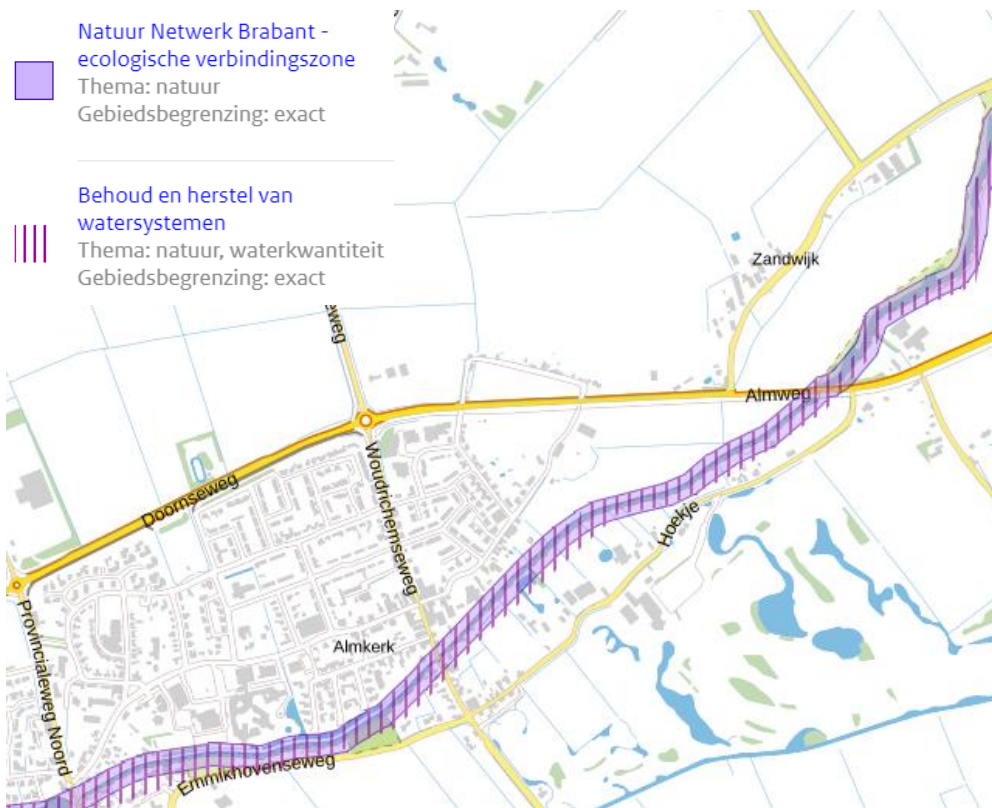 Natuur Netwerk Brabant -
ecologische verbindingszone
Thema: natuur
Gebiedsbegrenzing: exact
Behoud en herstel van
watersystemen
Thema: natuur, waterkwantiteit
Gebiedsbegrenzing: exact
Zandwijk
eweg
Almweg
Doornseweg
Woudrichemseweg
Hoekje
Provincialeweg Noord
Almkerk
Emmikhovenseweg